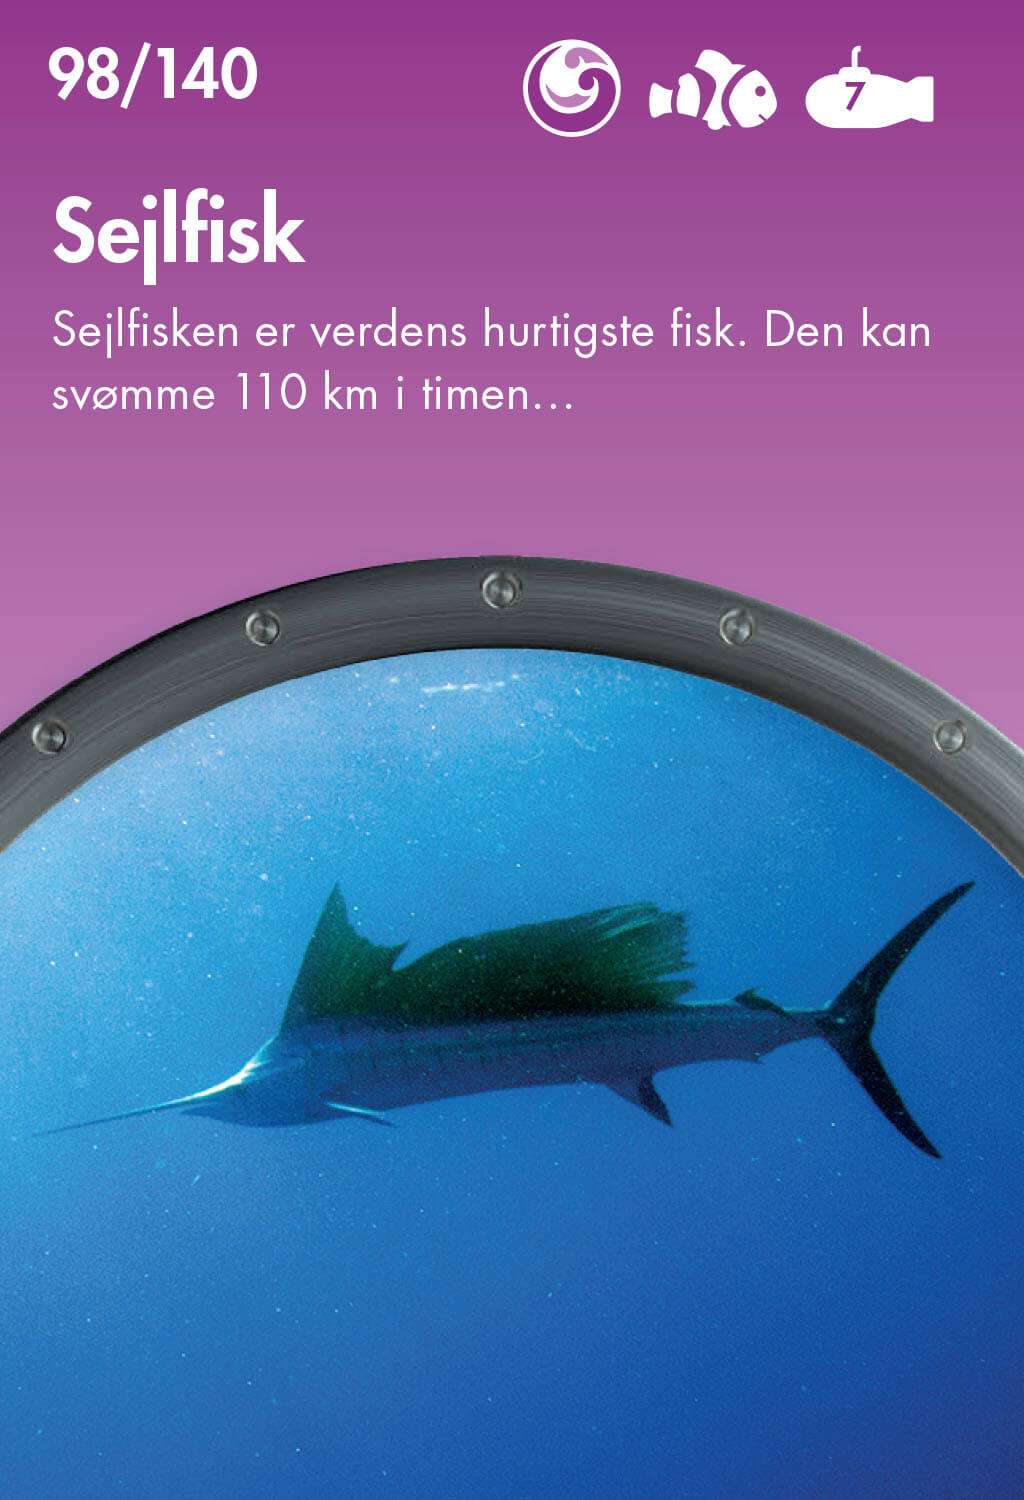 98/140
7
Sejlfisk
Sejlfisken er verdens hurtigste fisk. Den kan
svømme 110 km i timen...